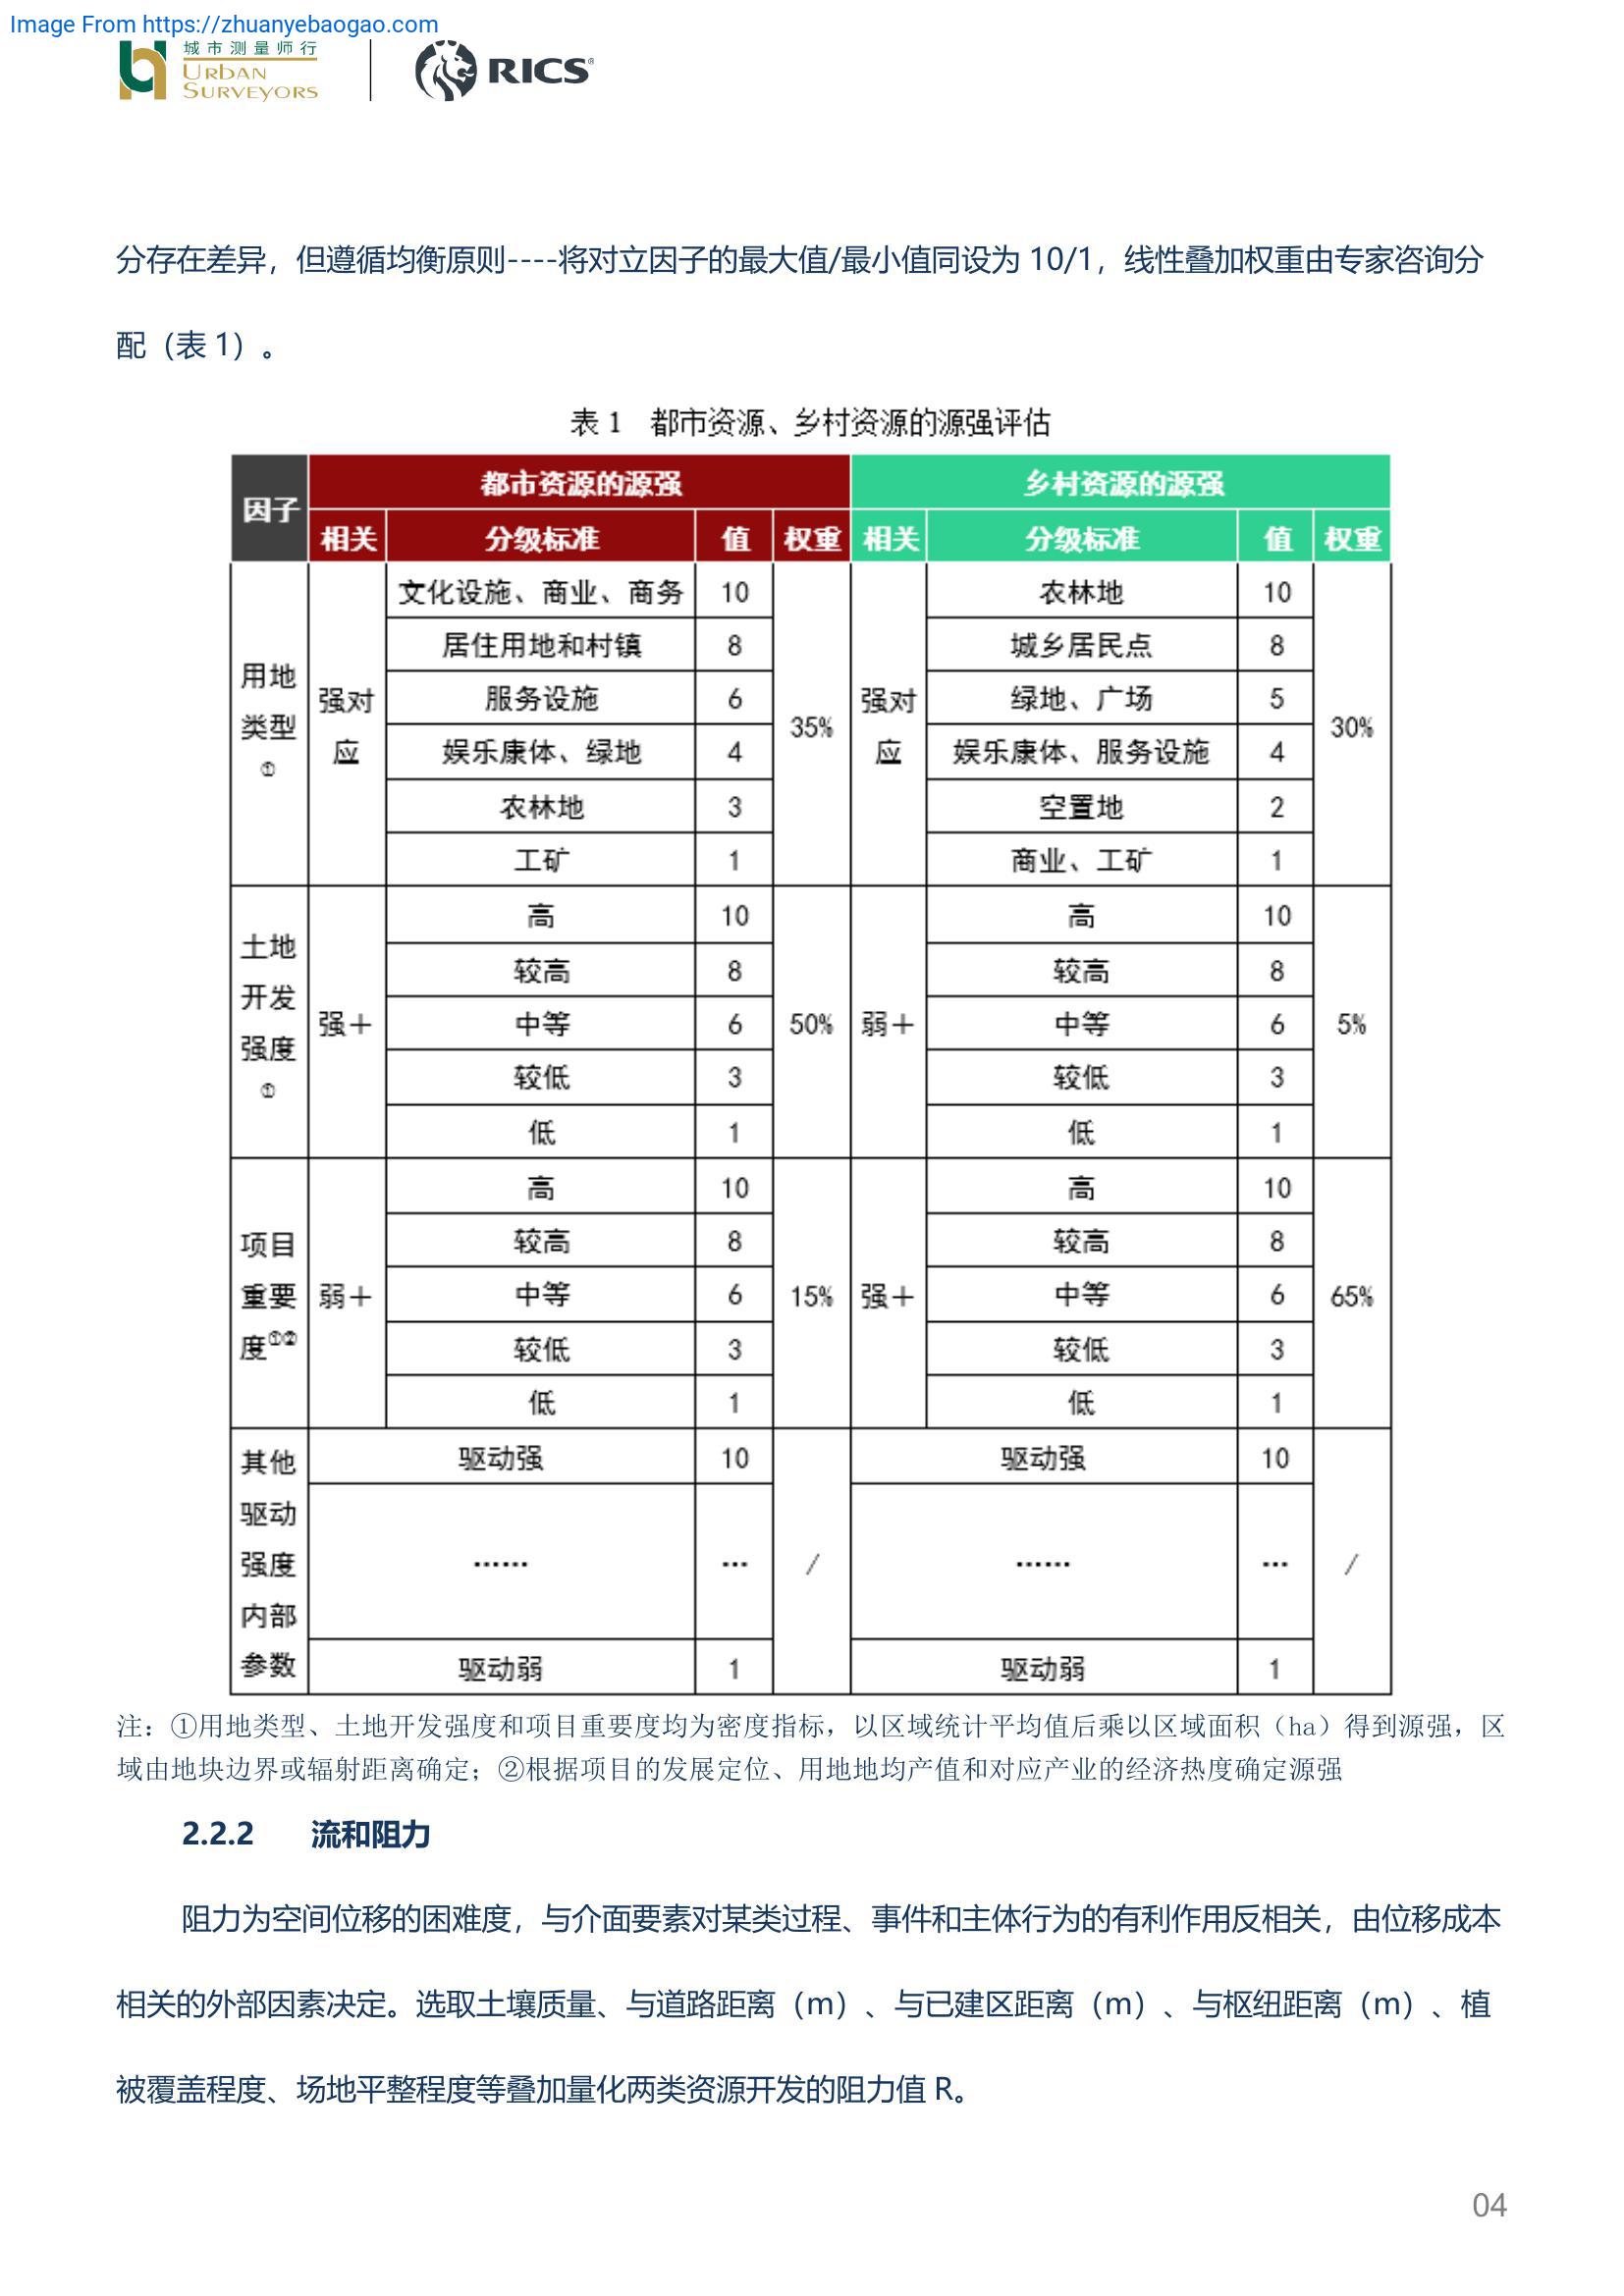 Image From https://zhuanyebaogao.com
城市测量师行
URBAN
SURVEYORS
RICS®
分存在差异，但遵循均衡原则----将对立因子的最大值/最小值同设为 10/1，线性叠加权重由专家咨询分
配（表 1）。
表 1 都市资源、乡村资源的源强评估
因子 都市资源的源强 乡村资源的源强
相关 分级标准 值 权重 相关 分级标准 值 权重
用地类型① 强对应 文化设施、商业、商务 10 35% 强对应 农林地 10 30%
居住用地和村镇 8 城乡居民点 8
服务设施 6 绿地、广场 5
娱乐康体、绿地 4 娱乐康体、服务设施 4
农林地 3 空置地 2
工矿 1 商业、工矿 1
土地开发强度① 强＋ 高 10 50% 弱＋ 高 10 5%
较高 8 较高 8
中等 6 中等 6
较低 3 较低 3
低 1 低 1
项目重要度①② 弱＋ 高 10 15% 强＋ 高 10 65%
较高 8 较高 8
中等 6 中等 6
较低 3 较低 3
低 1 低 1
其他驱动强度内部参数 驱动强 10 / 驱动强 10 /
…… … …… …
驱动弱 1 驱动弱 1
注：①用地类型、土地开发强度和项目重要度均为密度指标，以区域统计平均值后乘以区域面积（ha）得到源强，区
域由地块边界或辐射距离确定；②根据项目的发展定位、用地地均产值和对应产业的经济热度确定源强
2.2.2 流和阻力
阻力为空间位移的困难度，与介面要素对某类过程、事件和主体行为的有利作用反相关，由位移成本
相关的外部因素决定。选取土壤质量、与道路距离（m）、与已建区距离（m）、与枢纽距离（m）、植
被覆盖程度、场地平整程度等叠加量化两类资源开发的阻力值 R。
04